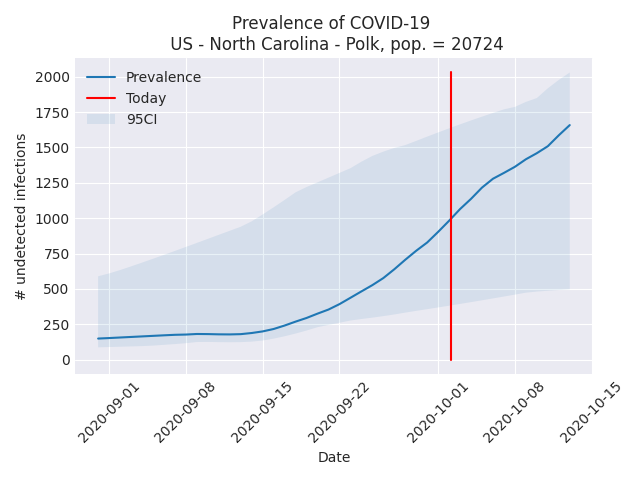 Prevalence of COVID-19
US - North Carolina - Polk, pop. = 20724
Prevalence
Today
95CI
2000
1750
1500
1250
1000
750
500
250
0
# undetected infections
2020-09-01
2020-09-08
2020-09-15
2020-09-22
2020-10-01
2020-10-08
2020-10-15
Date